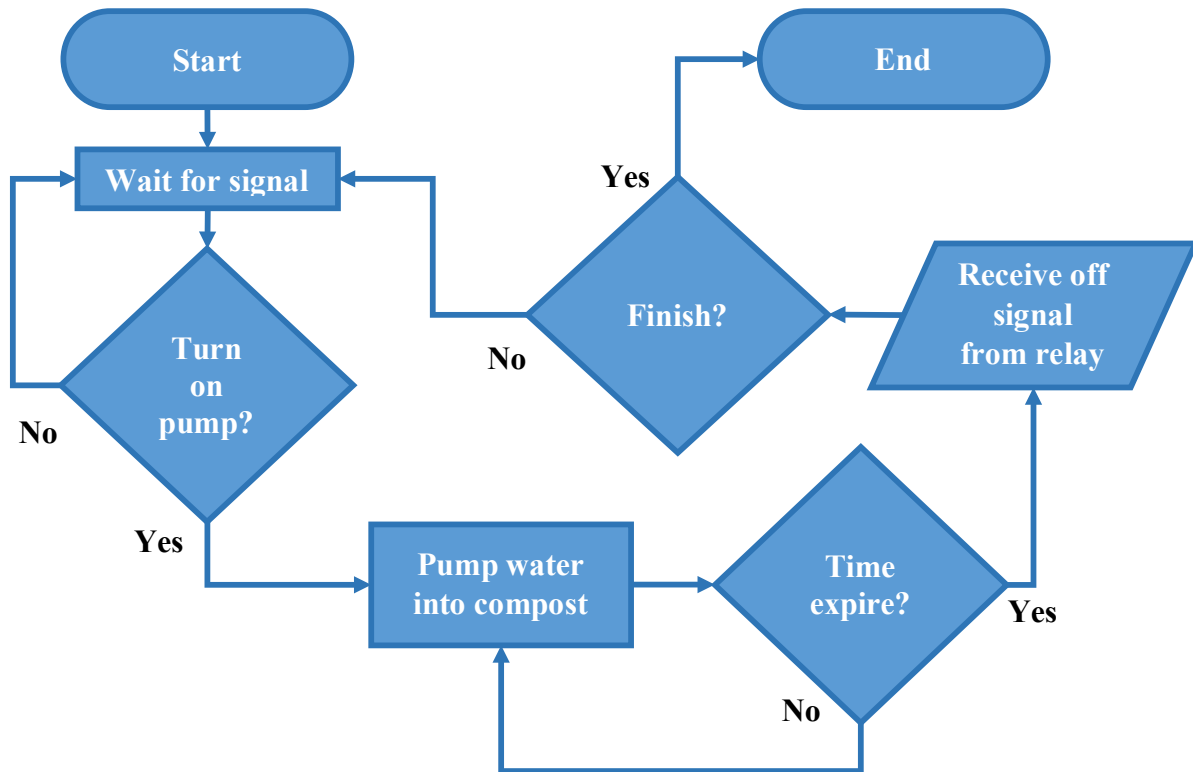 Start
Wait for signal
Turn
on
pump?
No
Yes
Pump water
into compost
Time
expire?
No
Yes
Receive off
signal
from relay
Finish?
No
Yes
End